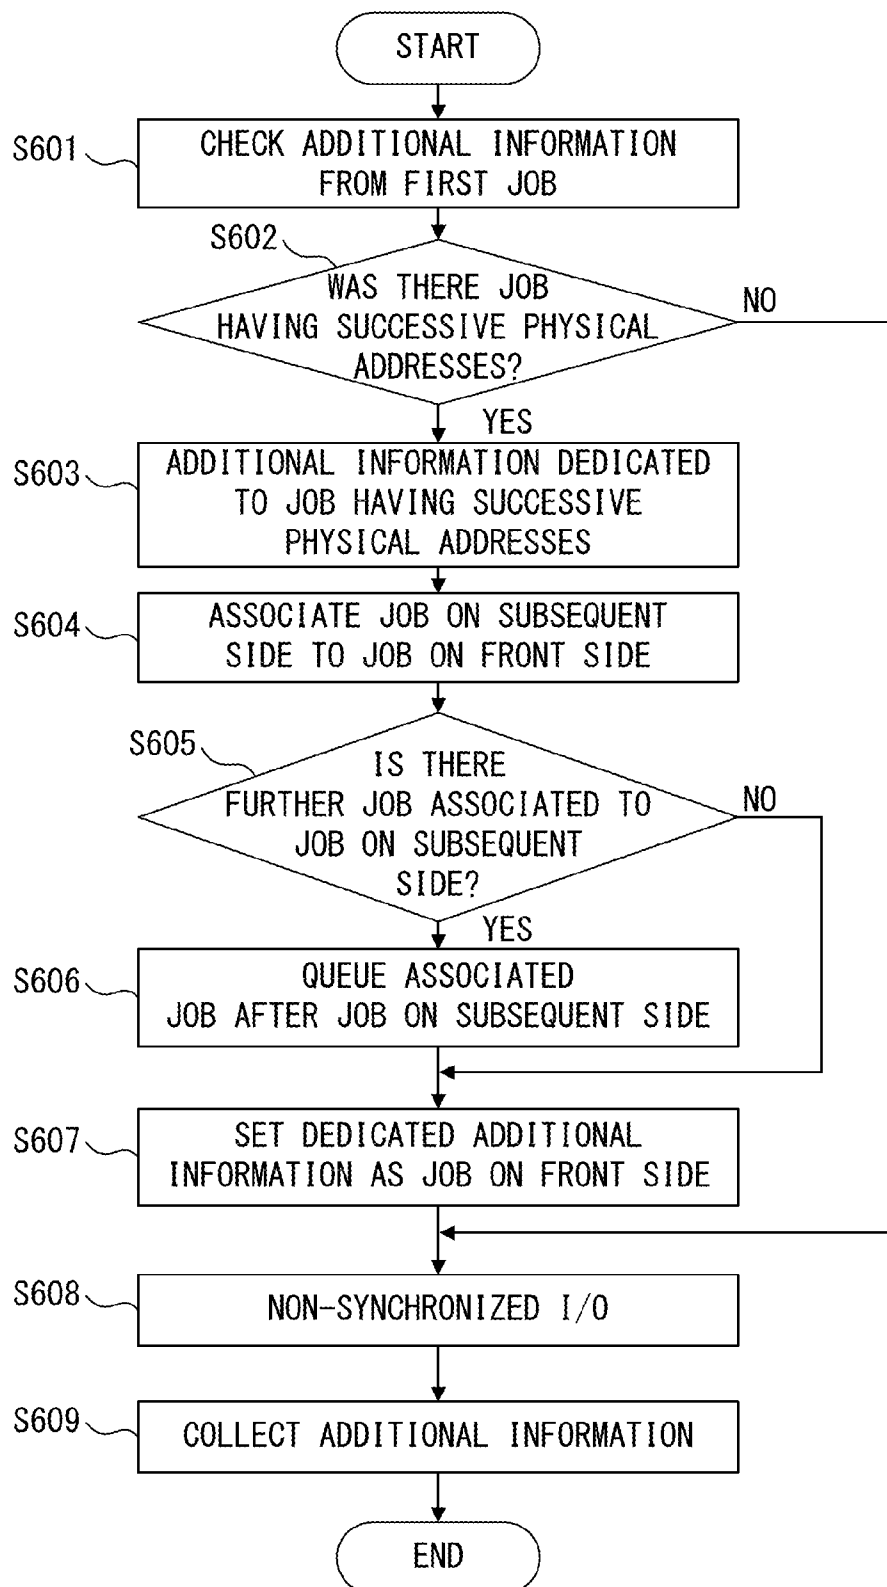 START
S601
CHECK ADDITIONAL INFORMATION
FROM FIRST JOB
S602
WAS THERE JOB
HAVING SUCCESSIVE PHYSICAL
ADDRESSES?
NO
YES
S603
ADDITIONAL INFORMATION DEDICATED
TO JOB HAVING SUCCESSIVE
PHYSICAL ADDRESSES
S604
ASSOCIATE JOB ON SUBSEQUENT
SIDE TO JOB ON FRONT SIDE
S605
IS THERE
FURTHER JOB ASSOCIATED TO
JOB ON SUBSEQUENT
SIDE?
NO
YES
S606
QUEUE ASSOCIATED
JOB AFTER JOB ON SUBSEQUENT SIDE
S607
SET DEDICATED ADDITIONAL
INFORMATION AS JOB ON FRONT SIDE
S608
NON-SYNCHRONIZED I/O
S609
COLLECT ADDITIONAL INFORMATION
END